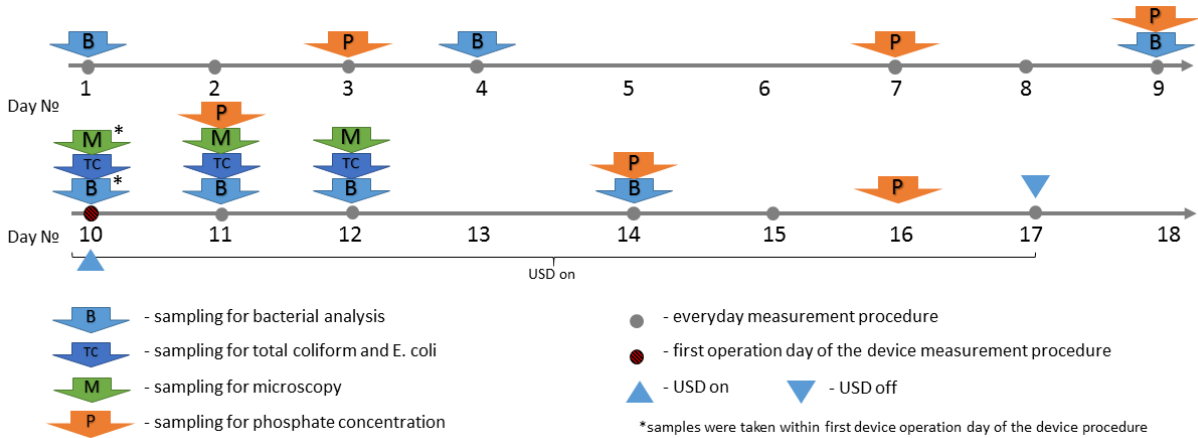 P
B P B P B
1 2 3 4 5 6 7 8 9
Day №
P
M * M M
TC TC TC P
B * B B B P
10 11 12 13 14 15 16 17 18
Day №
USD on
B - sampling for bacterial analysis
TC - sampling for total coliform and E. coli
M - sampling for microscopy
P - sampling for phosphate concentration
- everyday measurement procedure
- first operation day of the device measurement procedure
- USD on - USD off
*samples were taken within first device operation day of the device procedure